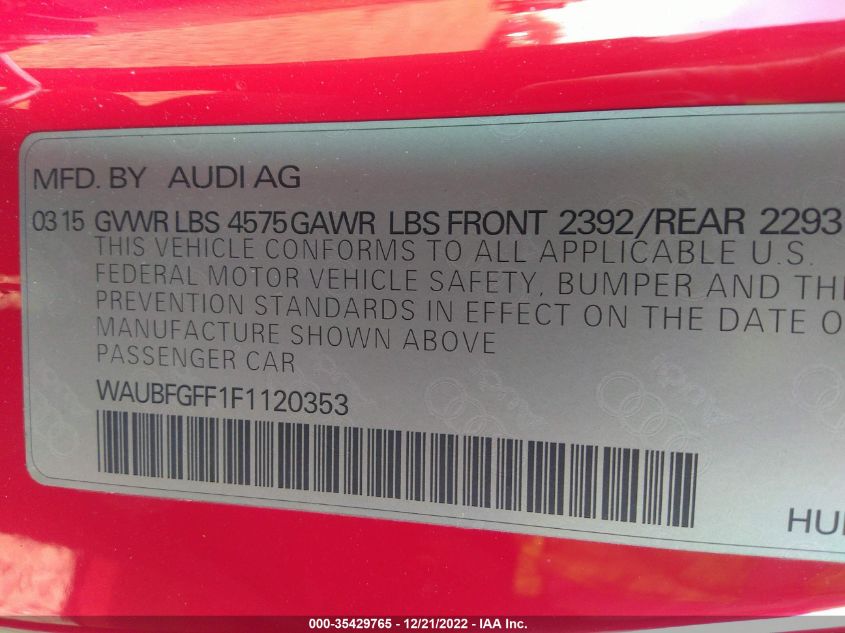 MFD. BY AUDI AG
03 15 GVWR LBS 4575 GAWR LBS FRONT 2392/REAR 2293
THIS VEHICLE CONFORMS TO ALL APPLICABLE U.S.
FEDERAL MOTOR VEHICLE SAFETY, BUMPER AND THE
PREVENTION STANDARDS IN EFFECT ON THE DATE O
MANUFACTURE SHOWN ABOVE
PASSENGER CAR
WAUBFGFF1F1120353
HU
000-35429765 - 12/21/2022 - IAA Inc.